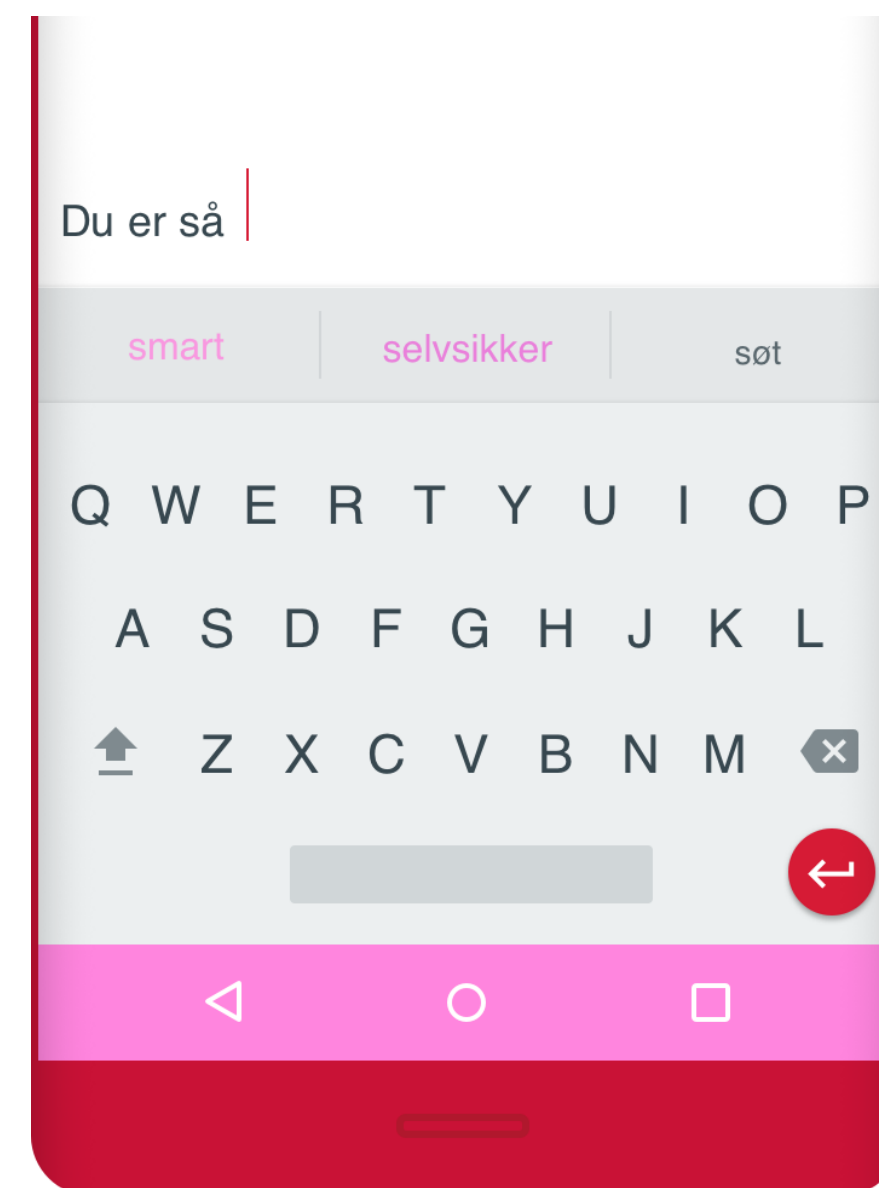 Du er så
smart selvsikker søt
Q W E R T Y U I O P
A S D F G H J K L
Z X C V B N M